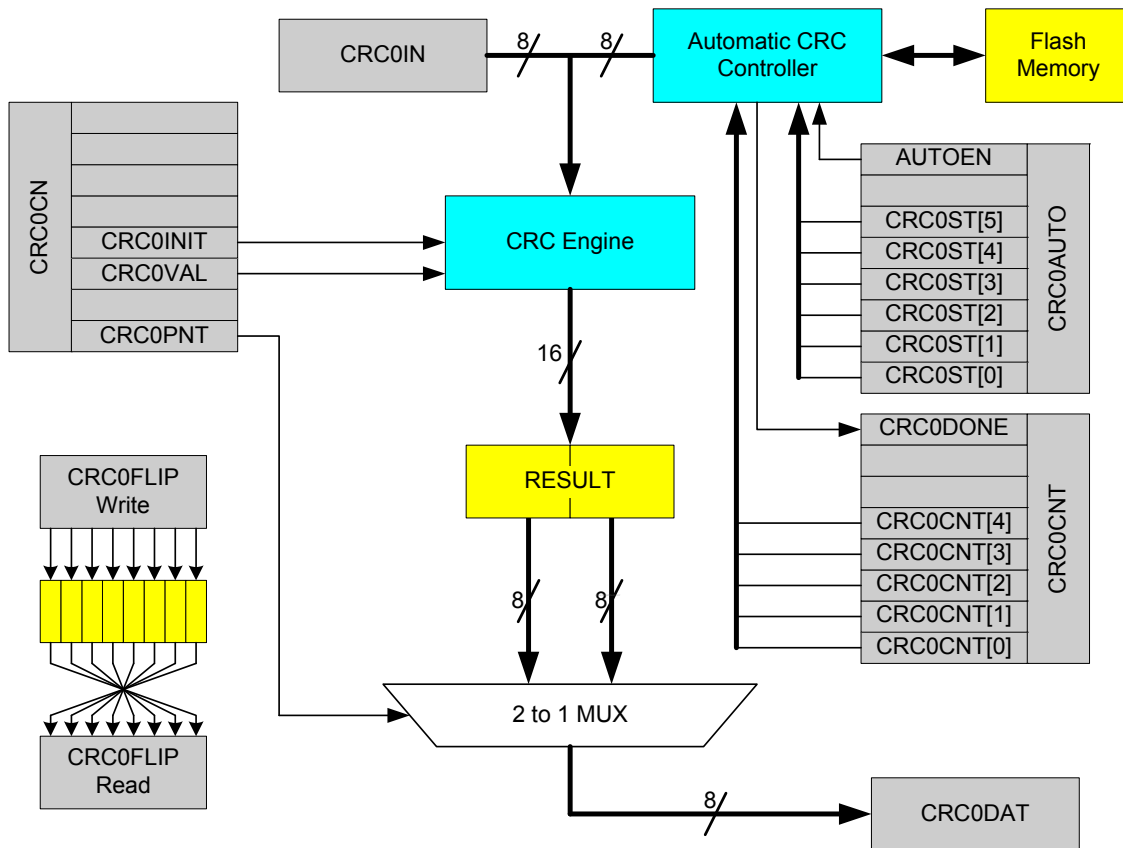 CRC0IN
8
8
Automatic CRC
Controller
Flash
Memory
CRC0CN
CRC0INIT
CRC0VAL
CRC0PNT
CRC Engine
AUTOEN
CRC0ST[5]
CRC0ST[4]
CRC0ST[3]
CRC0ST[2]
CRC0ST[1]
CRC0ST[0]
CRC0AUTO
16
RESULT
CRC0DONE
CRC0CNT[4]
CRC0CNT[3]
CRC0CNT[2]
CRC0CNT[1]
CRC0CNT[0]
CRC0CNT
CRC0FLIP
Write
8
8
2 to 1 MUX
CRC0FLIP
Read
8
CRC0DAT